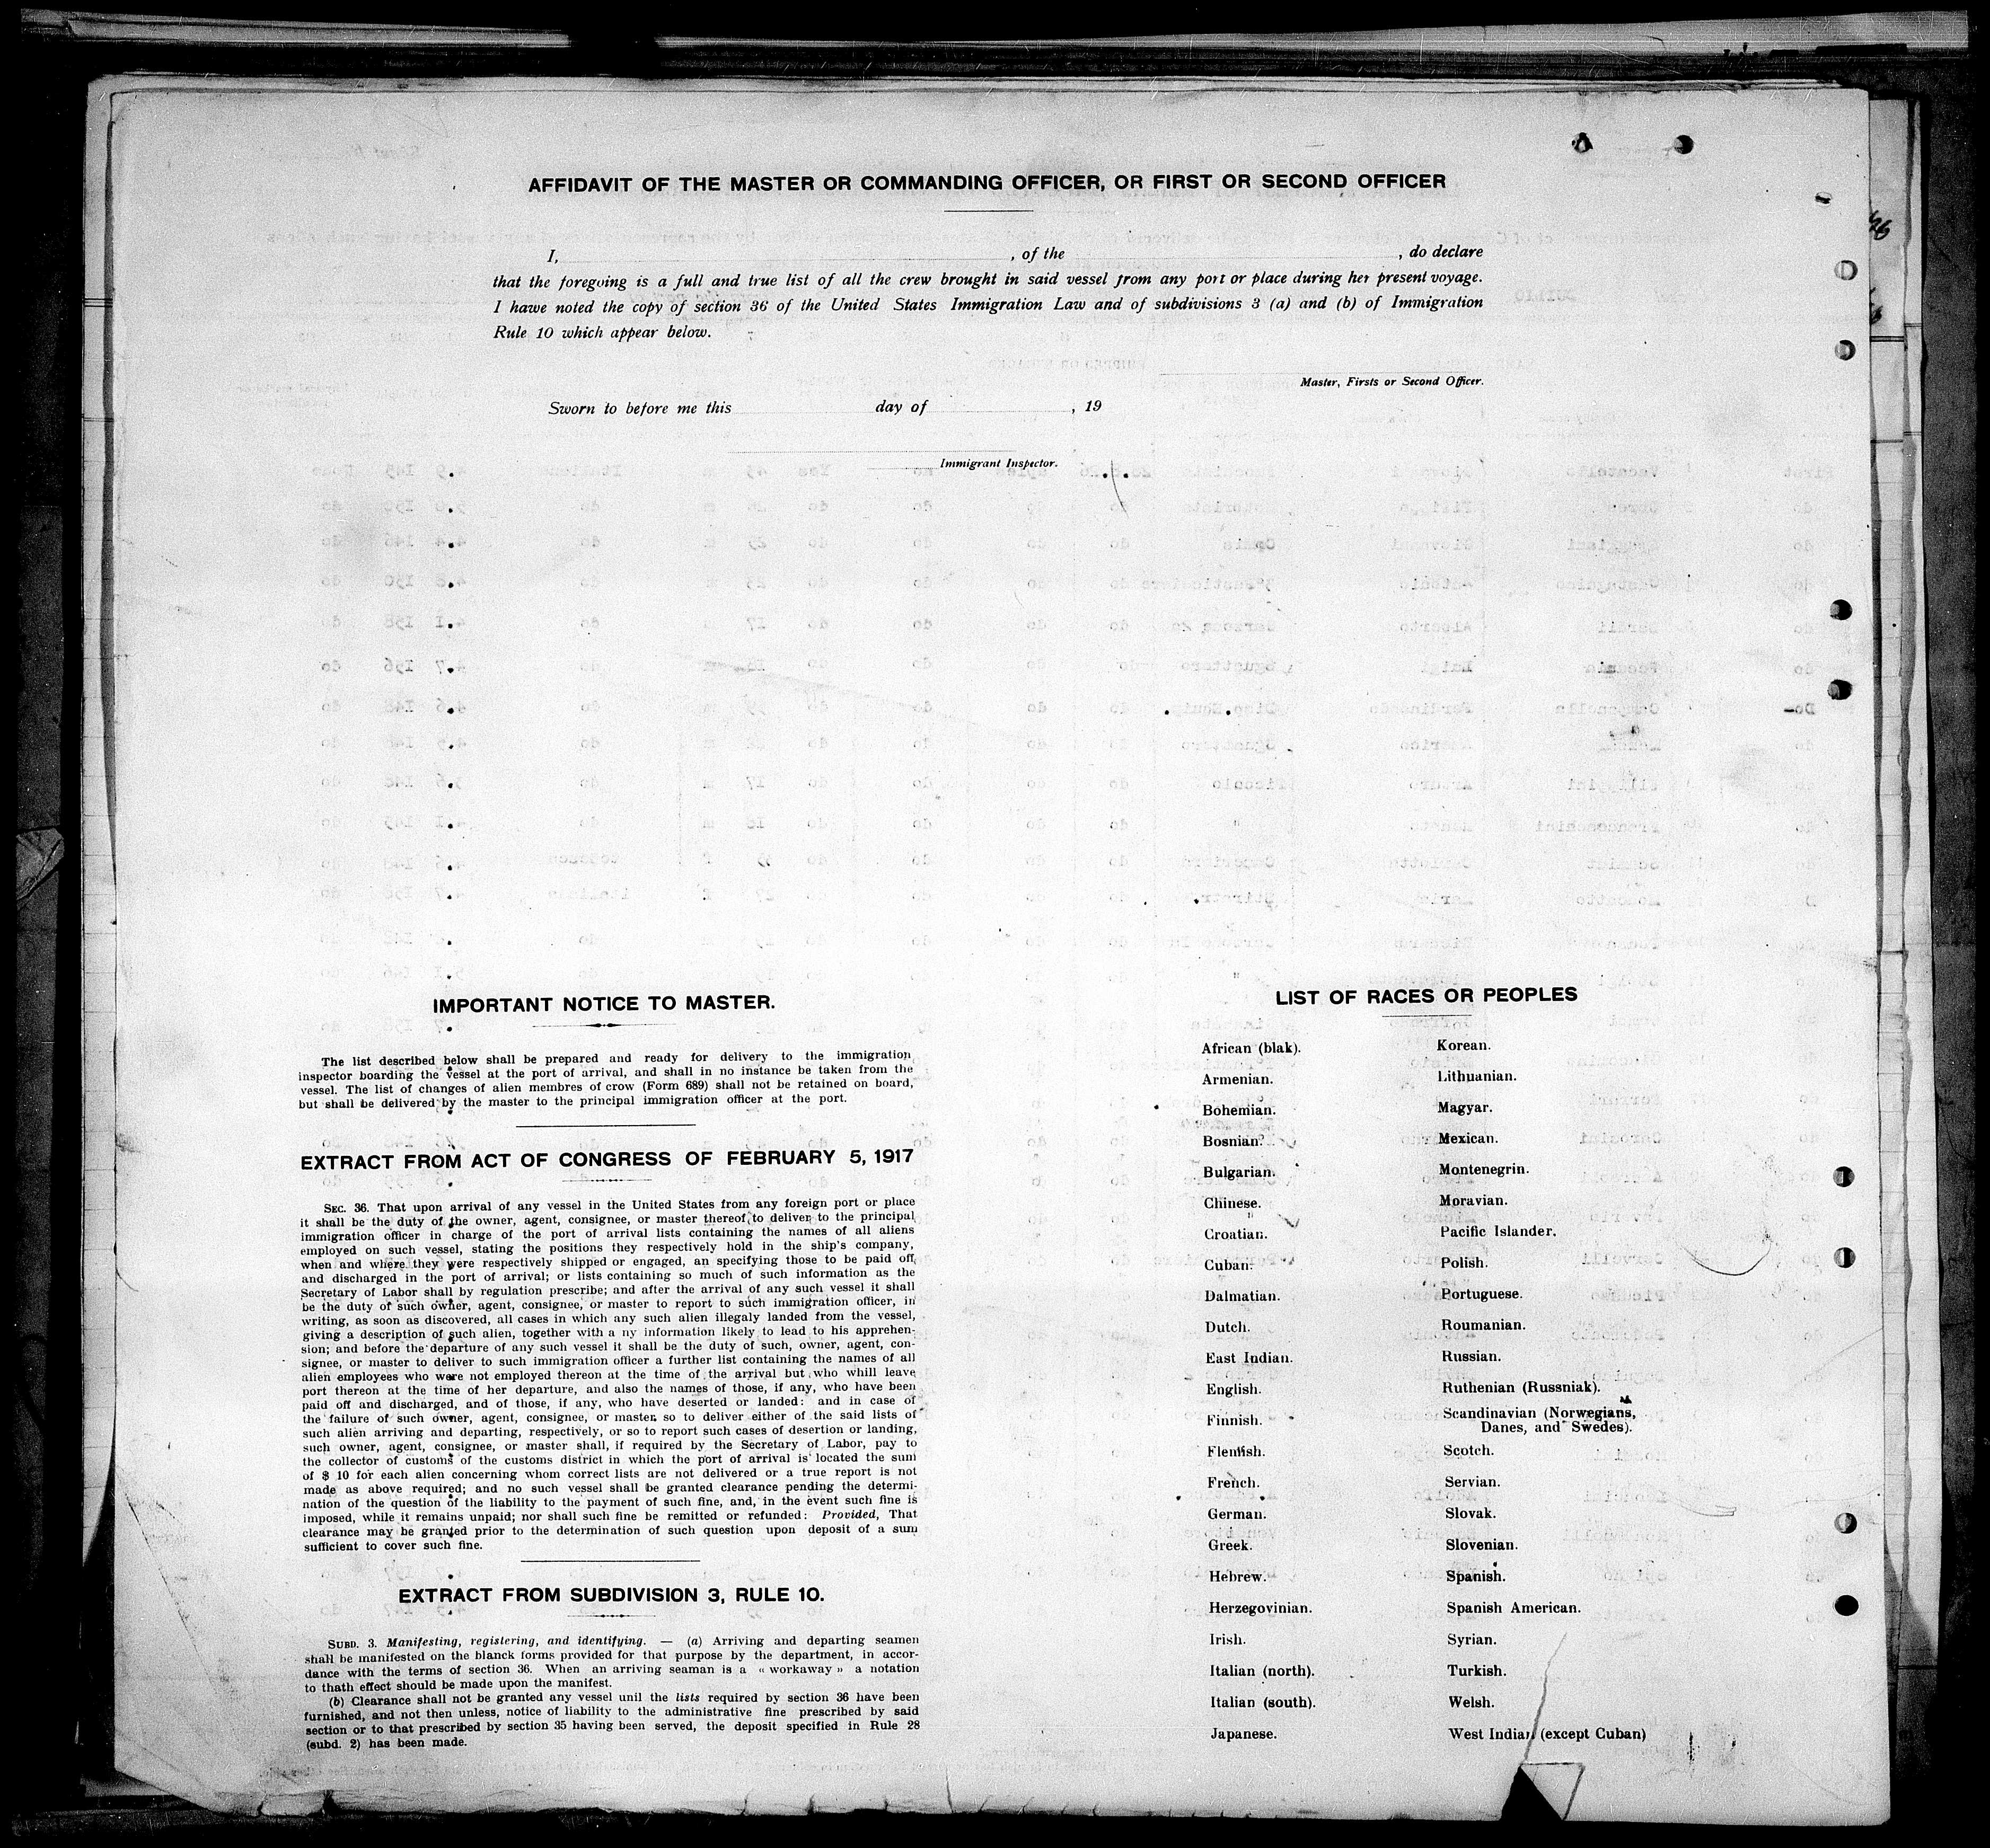 AFFIDAVIT OF THE MASTER OR COMMANDING OFFICER, OR FIRST OR SECOND OFFICER
I, , of the , do declare
that the foregoing is a full and true list of all the crew brought in said vessel from any port or place during her present voyage.
I hawe noted the copy of section 36 of the United States Immigration Law and of subdivisions 3 (a) and (b) of Immigration
Rule 10 which appear below.
Master, Firsts or Second Officer.
Sworn to before me this day of , 19
Immigrant Inspector.
IMPORTANT NOTICE TO MASTER.
The list described below shall be prepared and ready for delivery to the immigration
inspector boarding the vessel at the port of arrival, and shall in no instance be taken from the
vessel. The list of changes of alien membres of crow (Form 689) shall not be retained on board,
but shall be delivered by the master to the principal immigration officer at the port.
EXTRACT FROM ACT OF CONGRESS OF FEBRUARY 5, 1917
SEC. 36. That upon arrival of any vessel in the United States from any foreign port or place
it shall be the duty of the owner, agent, consignee, or master thereof, to deliver to the principal
immigration officer in charge of the port of arrival lists containing the names of all aliens
employed on such vessel, stating the positions they respectively hold in the ship's company,
when and where they were respectively shipped or engaged, an specifying those to be paid off,
and discharged in the port of arrival; or lists containing so much of such information as the
Secretary of Labor shall by regulation prescribe; and after the arrival of any such vessel it shall
be the duty of such owner, agent, consignee, or master to report to such immigration officer, in
writing, as soon as discovered, all cases in which any such alien illegaly landed from the vessel,
giving a description of such alien, together with a ny information likely to lead to his apprehen-
sion; and before the departure of any such vessel it shall be the duty of such, owner, agent, con-
signee, or master to deliver to such immigration officer a further list containing the names of all
alien employees who were not employed thereon at the time of the arrival but who whill leave
port thereon at the time of her departure, and also the names of those, if any, who have been
paid off and discharged, and of those, if any, who have deserted or landed: and in case of
the failure of such owner, agent, consignee, or master, so to deliver either of the said lists of
such alien arriving and departing, respectively, or so to report such cases of desertion or landing,
such owner, agent, consignee, or master shall, if required by the Secretary of Labor, pay to
the collector of customs of the customs district in which the port of arrival is located the sum
of $ 10 for each alien concerning whom correct lists are not delivered or a true report is not
made as above required; and no such vessel shall be granted clearance pending the determi-
nation of the question of the liability to the payment of such fine, and, in the event such fine is
imposed, while it remains unpaid; nor shall such fine be remitted or refunded: Provided, That
clearance may be granted prior to the determination of such question upon deposit of a sum
sufficient to cover such fine.
EXTRACT FROM SUBDIVISION 3, RULE 10.
SUBD. 3. Manifesting, registering, and identifying. — (a) Arriving and departing seamen
shall be manifested on the blanck forms provided for that purpose by the department, in accor-
dance with the terms of section 36. When an arriving seaman is a « workaway » a notation
to thath effect should be made upon the manifest.
(b) Clearance shall not be granted any vessel unil the lists required by section 36 have been
furnished, and not then unless, notice of liability to the administrative fine prescribed by said
section or to that prescribed by section 35 having been served, the deposit specified in Rule 28
(subd. 2) has been made.
LIST OF RACES OR PEOPLES
African (blak).
Armenian.
Bohemian.
Bosnian.
Bulgarian.
Chinese.
Croatian.
Cuban.
Dalmatian.
Dutch.
East Indian.
English.
Finnish.
Flemish.
French.
German.
Greek.
Hebrew.
Herzegovinian.
Irish.
Italian (north).
Italian (south).
Japanese.
Korean.
Lithuanian.
Magyar.
Mexican.
Montenegrin.
Moravian.
Pacific Islander.
Polish.
Portuguese.
Roumanian.
Russian.
Ruthenian (Russniak).
Scandinavian (Norwegians,
Danes, and Swedes).
Scotch.
Servian.
Slovak.
Slovenian.
Spanish.
Spanish American.
Syrian.
Turkish.
Welsh.
West Indian (except Cuban)